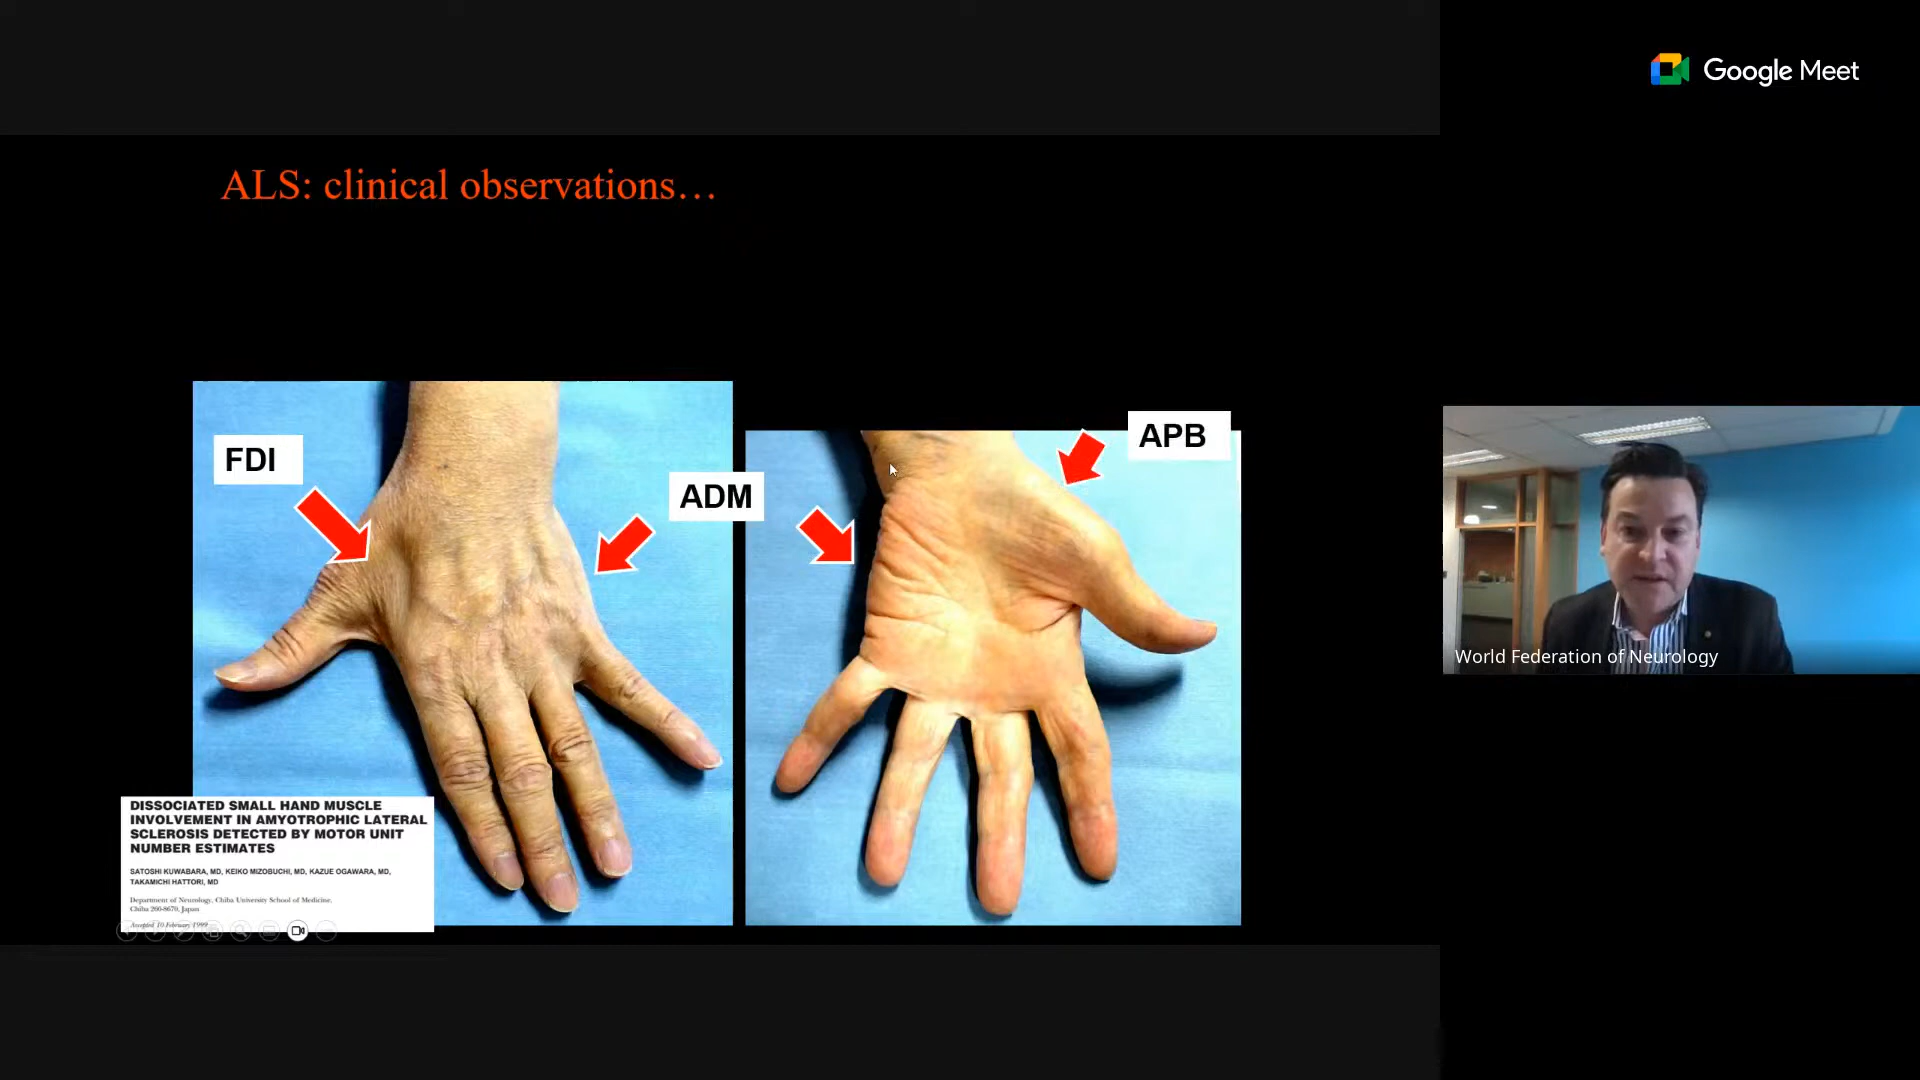 Google Meet
ALS: clinical observations...
APB
FDI
ADM
World Federation of Neurology
DISSOCIATED SMALL HAND MUSCLE
INVOLVEMENT IN AMYOTROPHIC LATERAL
SCLEROSIS DETECTED BY MOTOR UNIT
NUMBER ESTIMATES
SATOSHI KUWABARA, MD, KEIKO MIZOBUCHI, MD, KAZUE OGAWARA, MD,
TAKAMICHI HATTORI, MD
Department of Neurology, Chiba University School of Medicine,
Chiba 260-8670, Japan
Accepted 10 February 1999